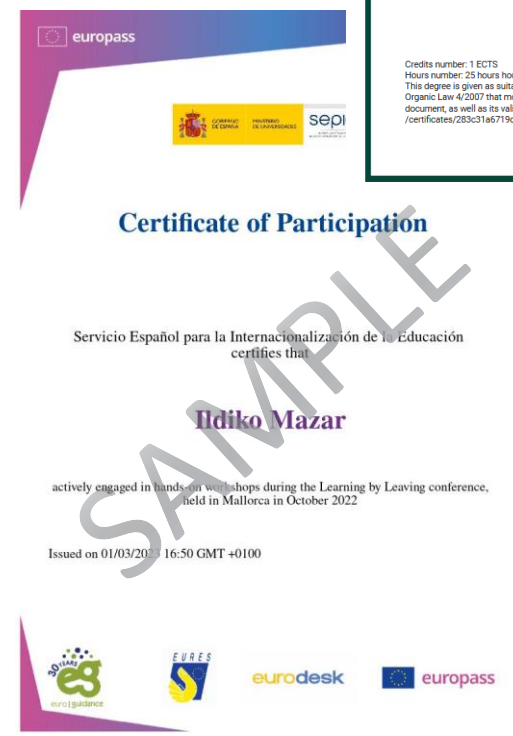 europass
GOBIERNO DE ESPAÑA
MINISTERIO DE UNIVERSIDADES
sepi
Credits number: 1 ECTS
Hours number: 25 hours
This degree is given as
Organic Law 4/2007 that
document, as well as its
/certificates/283c31a6719
Certificate of Participation
Servicio Español para la Internacionalización de la Educación
certifies that
Ildiko Mazar
actively engaged in hands-on workshops during the Learning by Leaving conference,
held in Mallorca in October 2022
SAMPLE
Issued on 01/03/2023 16:50 GMT +0100
30 YEARS
eg
euro|guidance
EURES
eurodesk
europass